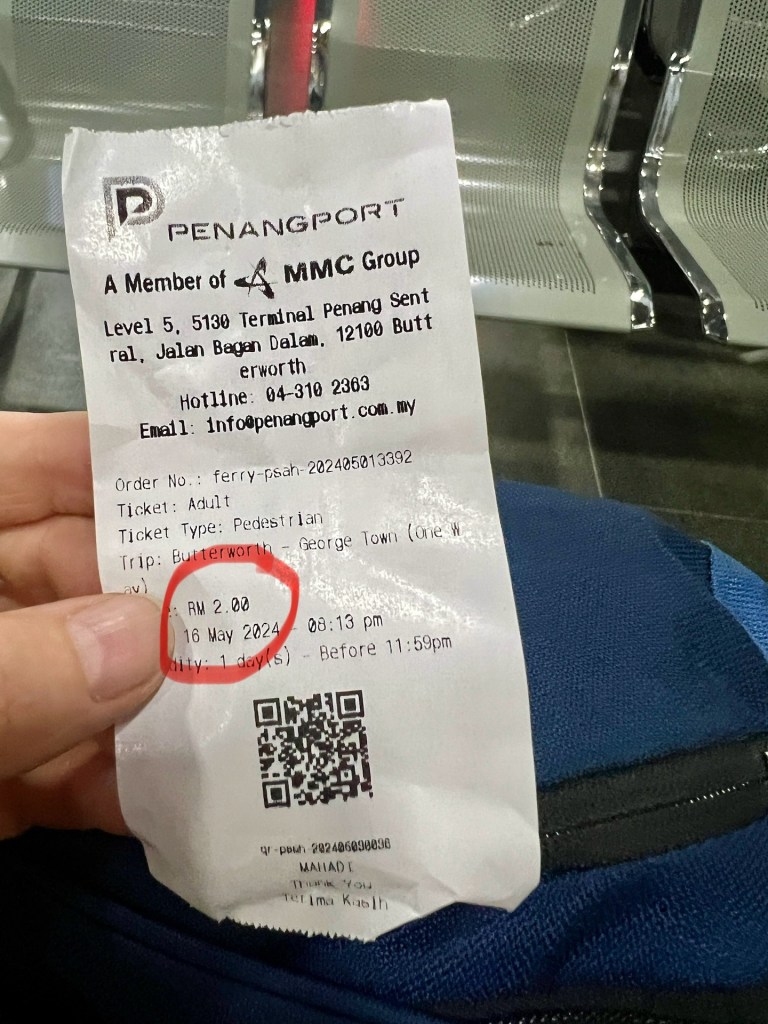 PENANGPORT
A Member of MMC Group
Level 5, 5130 Terminal Penang Sent
ral, Jalan Bagan Dalam, 12100 Butt
erworth
Hotline: 04-310 2363
Email: info@penangport.com.my
Order No.: ferry-psah-202405013392
Ticket: Adult
Ticket Type: Pedestrian
Trip: Butterworth - George Town (One W
ay)
: RM 2.00
16 May 2024 - 08:13 pm
dity: 1 day(s) - Before 11:59pm
MAHADI
Thank You
Terima Kasih